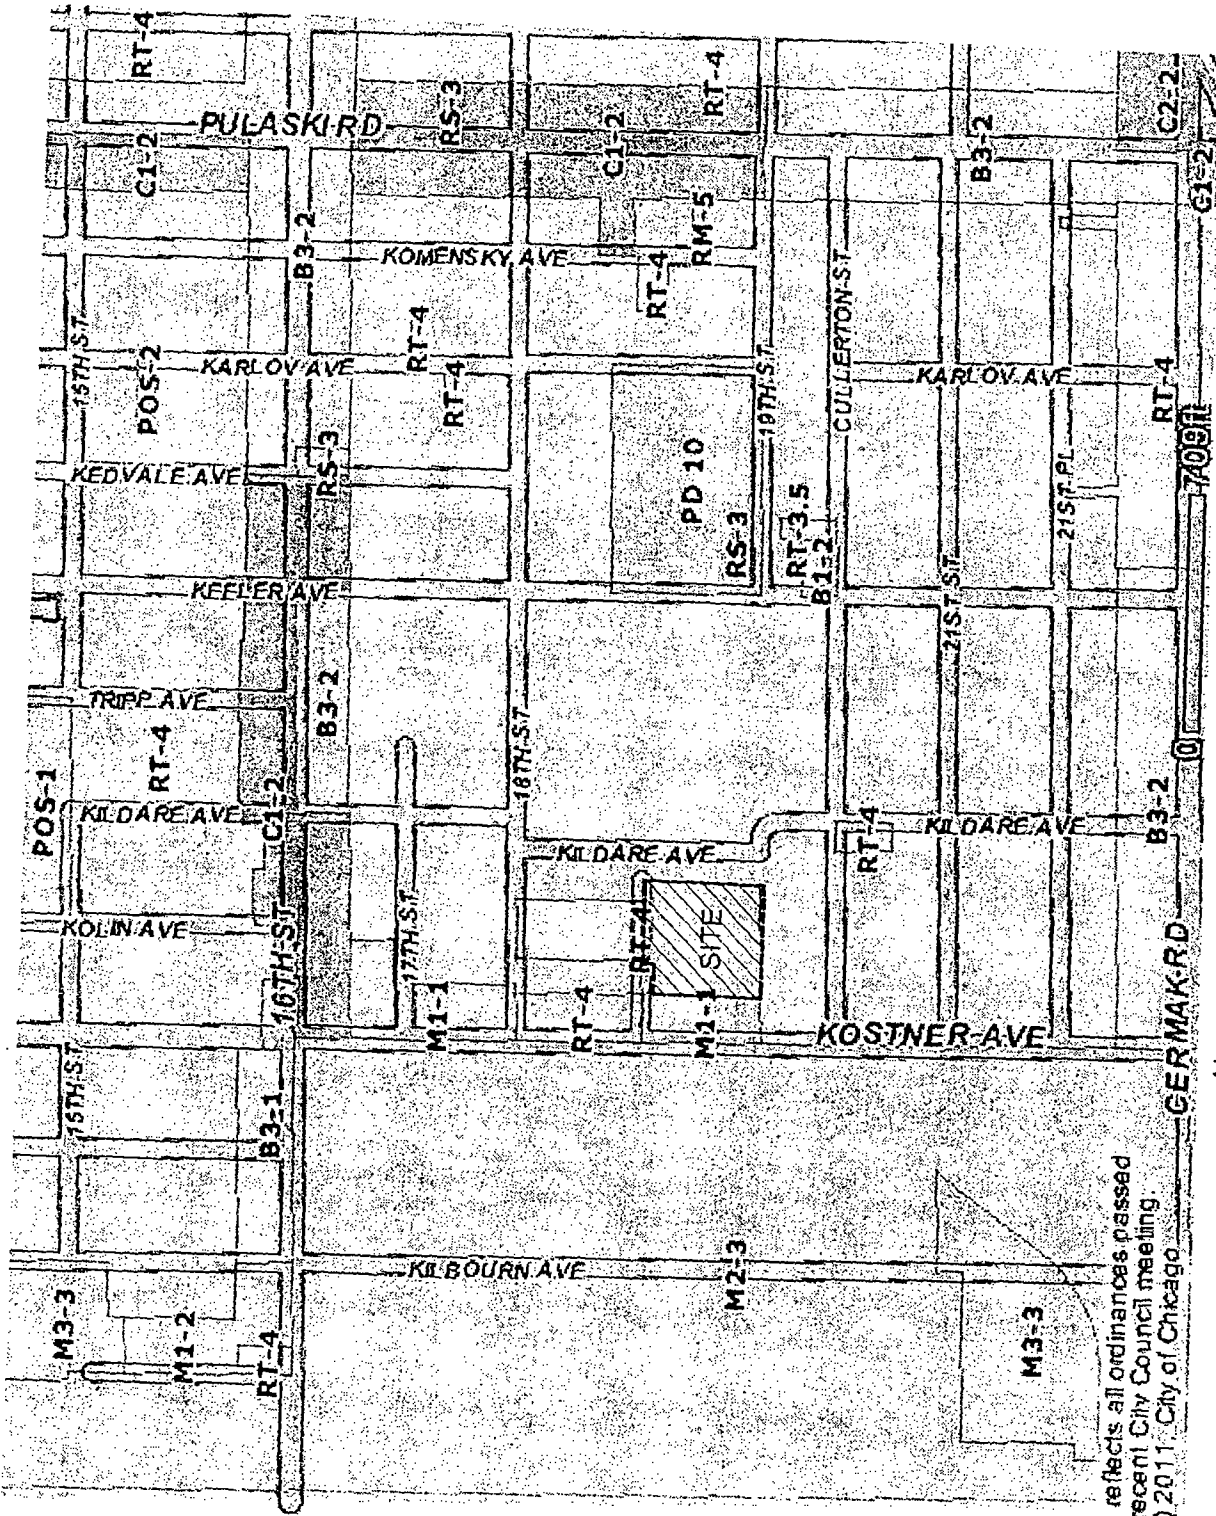 RT-4
PULASKI RD
C1-2
RS-3
C1-2
RT-4
B3-2
C2-2
C1-2
B3-2
KOMENSKY AVE
RT-4
RM-5
15TH ST
POS-2
KARLOV AVE
RT-4
RT-4
19TH ST
CULLERTON ST
KARLOV AVE
RT-4
KEDVALE AVE
RS-3
PD 10
RS-3
RT-3.5
B1-2
21ST PL
KEELER AVE
21ST ST
TRIPP AVE
B3-2
18TH ST
POS-1
RT-4
KILDARE AVE
C1-2
KILDARE AVE
RT-4
KILDARE AVE
B3-2
KOLIN AVE
16TH ST
17TH ST
RT-4
SITE
M1-1
RT-4
M1-1
KOSTNER AVE
CERMAK RD
15TH ST
B3-1
KILBOURN AVE
M2-3
M3-3
M1-2
RT-4
M3-3
reflects all ordinances passed
recent City Council meeting.
2011, City of Chicago